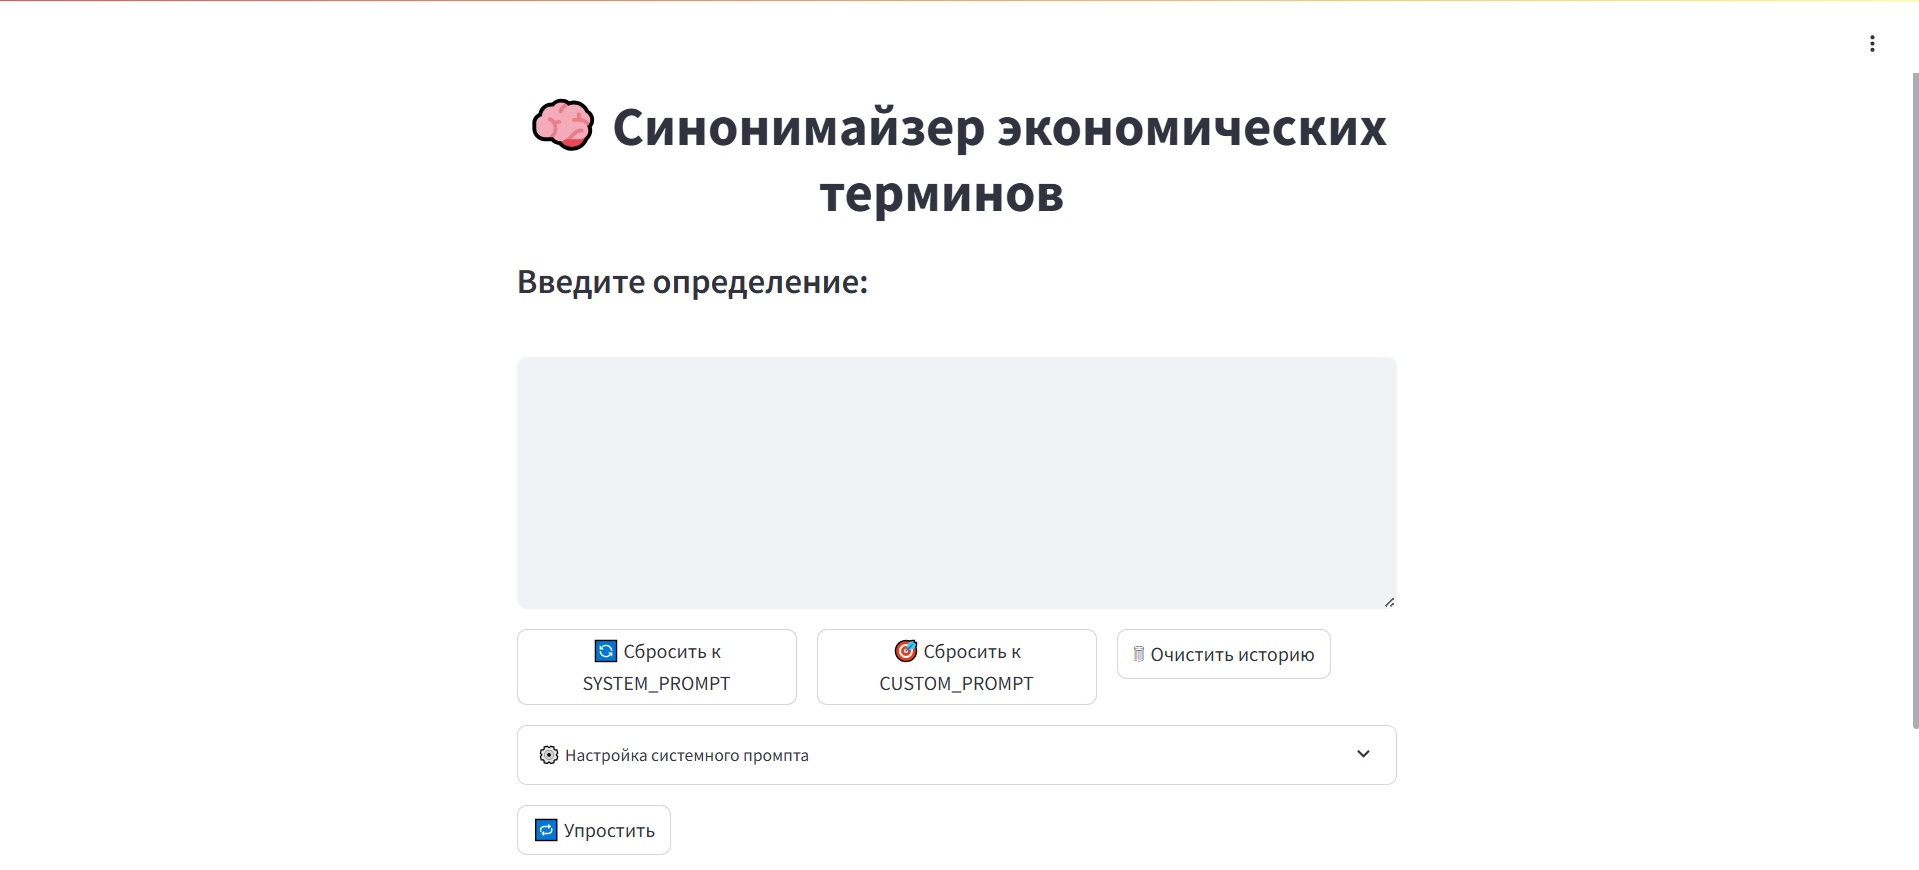 Синонимайзер экономических
терминов
Введите определение:
Сбросить к
SYSTEM_PROMPT
Сбросить к
CUSTOM_PROMPT
Очистить историю
Настройка системного промпта
Упростить